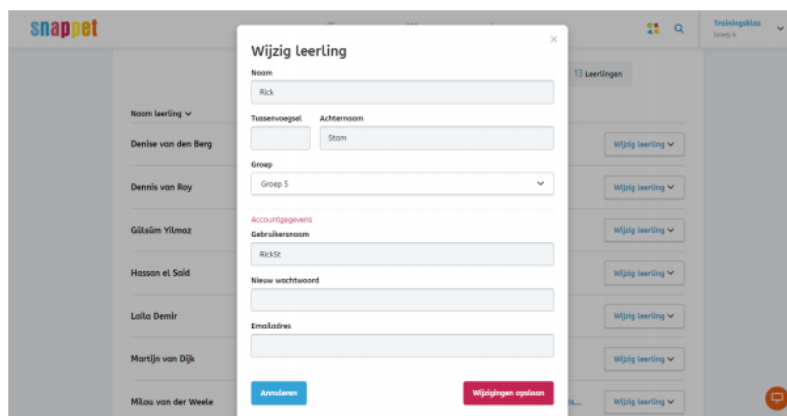 snappet
Trainingsklas
Groep 4
13 Leerlingen
Naam leerling
Denise van den Berg
Wijzig leerling
Dennis van Roy
Wijzig leerling
Gülsüm Yilmaz
Wijzig leerling
Hassan el Said
Wijzig leerling
Laila Demir
Wijzig leerling
Martijn van Dijk
Wijzig leerling
Milou van der Weele
Wijzig leerling
Wijzig leerling
Naam
Rick
Tussenvoegsel Achternaam
Stam
Groep
Groep 5
Accountgegevens
Gebruikersnaam
RickSt
Nieuw wachtwoord
Emailadres
Annuleren Wijzigingen opslaan